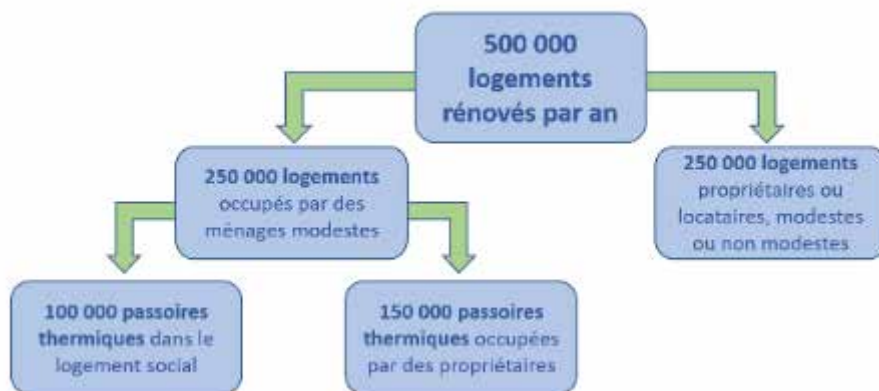 500 000
logements
rénovés par an
250 000 logements
occupés par des
ménages modestes
250 000 logements
propriétaires ou
locataires, modestes
ou non modestes
100 000 passoires
thermiques dans le
logement social
150 000 passoires
thermiques occupées
par des propriétaires